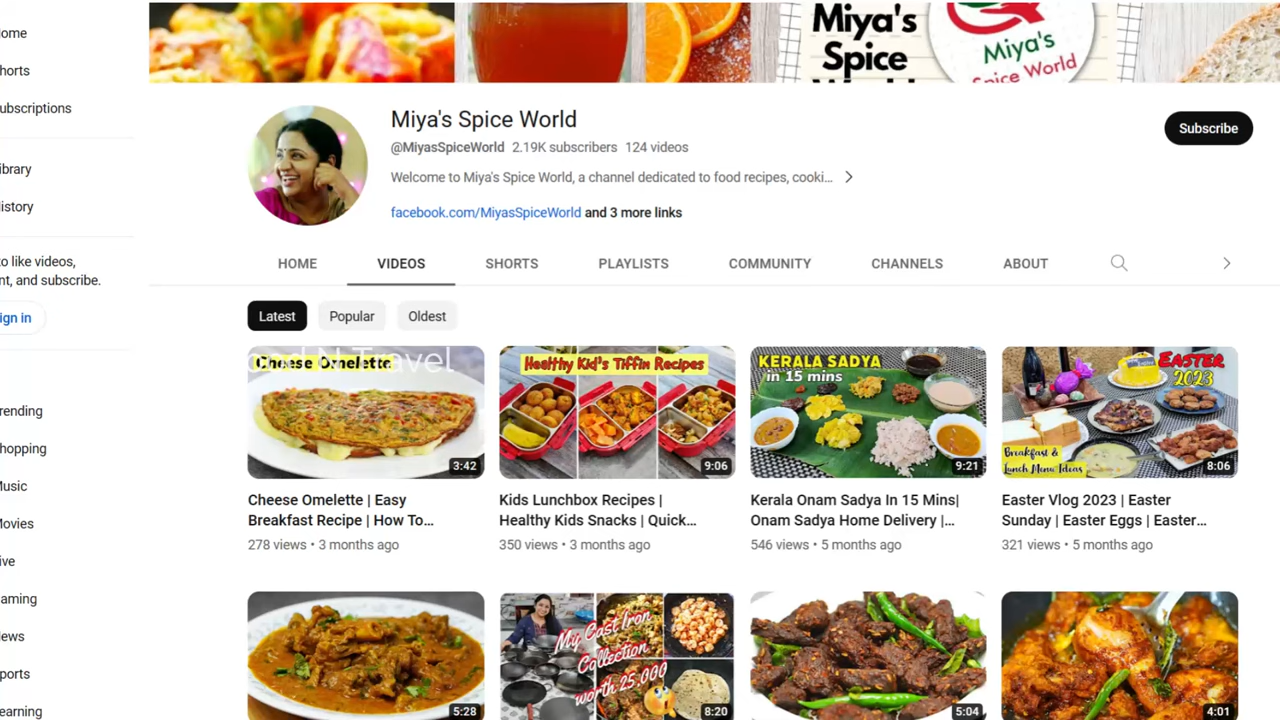 Miya's
Spice
Miya's
Spice World
ome
horts
ubscriptions
ibrary
istory
o like videos,
nt, and subscribe.
ign in
rending
hopping
usic
ovies
ive
aming
ews
ports
earning
Miya's Spice World
@MiyasSpiceWorld 2.19K subscribers 124 videos
Welcome to Miya's Spice World, a channel dedicated to food recipes, cooki...
facebook.com/MiyasSpiceWorld and 3 more links
Subscribe
HOME VIDEOS SHORTS PLAYLISTS COMMUNITY CHANNELS ABOUT
Latest Popular Oldest
Cheese Omelette
N Travel
3:42
Healthy Kid's Tiffin Recipes
9:06
KERALA SADYA
in 15 mins
9:21
EASTER
2023
Breakfast &
Lunch Menu Ideas
8:06
Cheese Omelette | Easy
Breakfast Recipe | How To...
278 views • 3 months ago
Kids Lunchbox Recipes |
Healthy Kids Snacks | Quick...
350 views • 3 months ago
Kerala Onam Sadya In 15 Mins|
Onam Sadya Home Delivery |...
546 views • 5 months ago
Easter Vlog 2023 | Easter
Sunday | Easter Eggs | Easter...
321 views • 5 months ago
5:28
My Cast Iron
Collection
worth 25,000
8:20
5:04
4:01